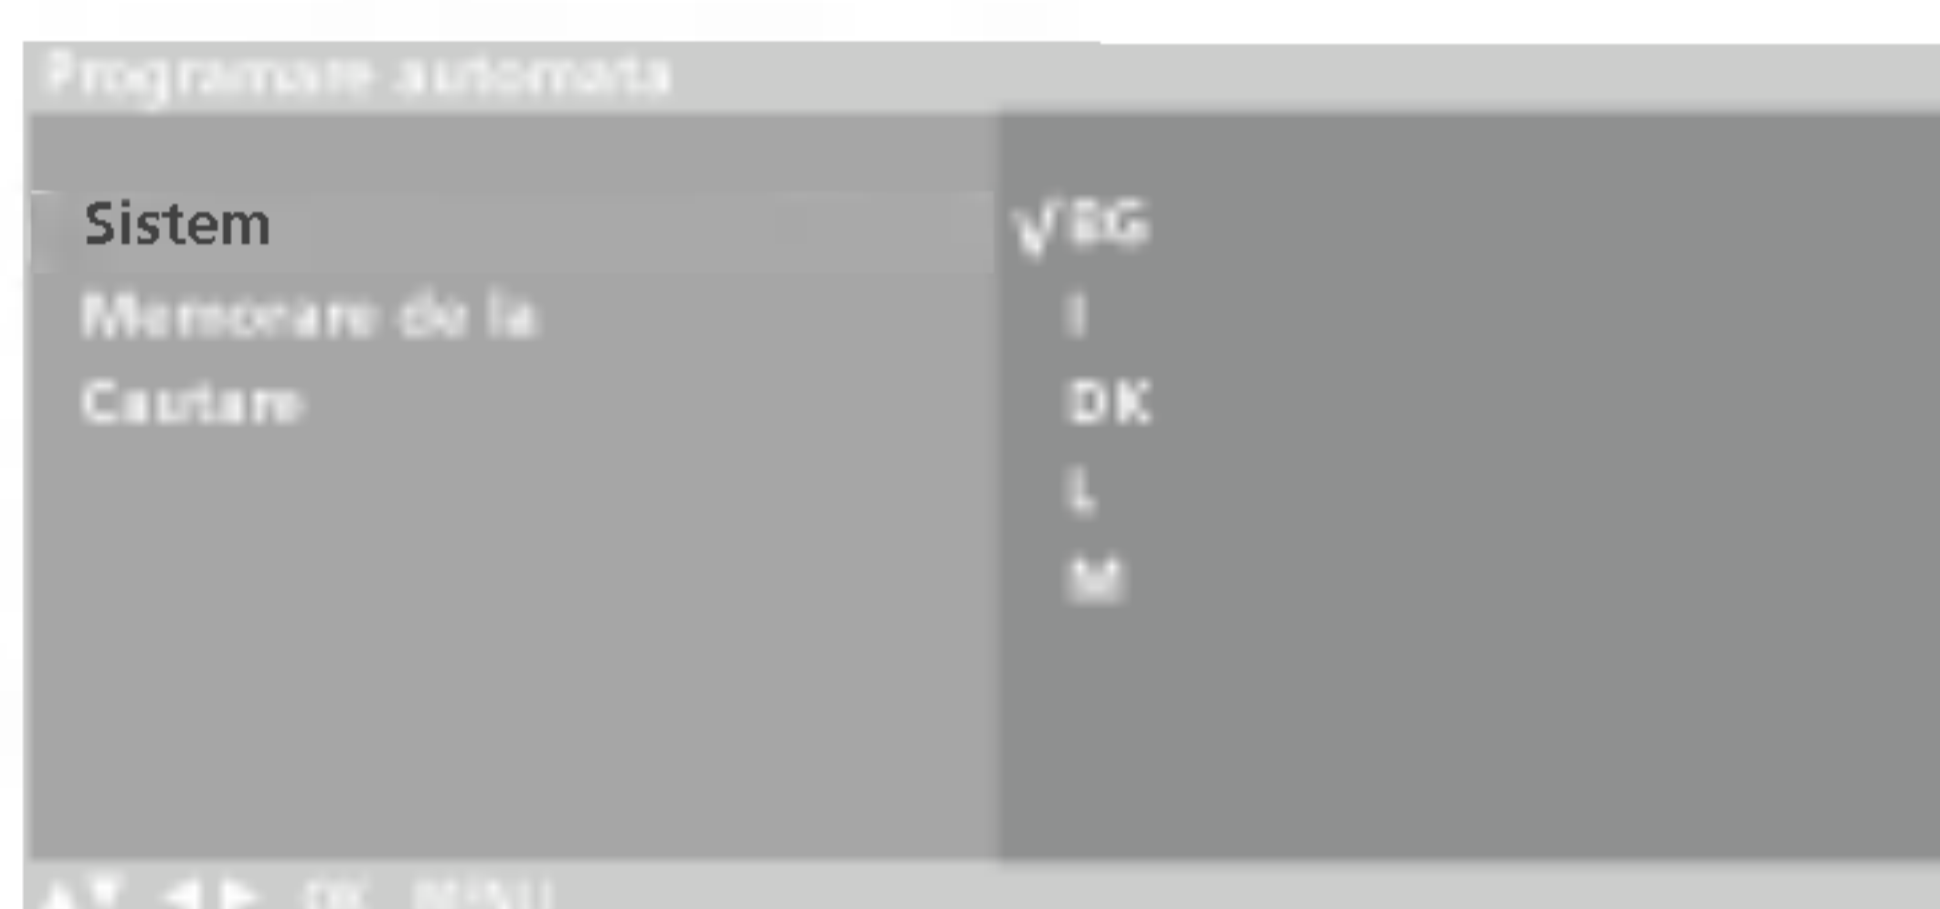 Programare automata
Sistem
√ BG
Memorare de la
I
Cautare
DK
L
M
▲▼ ◀ ▶ OK MENU